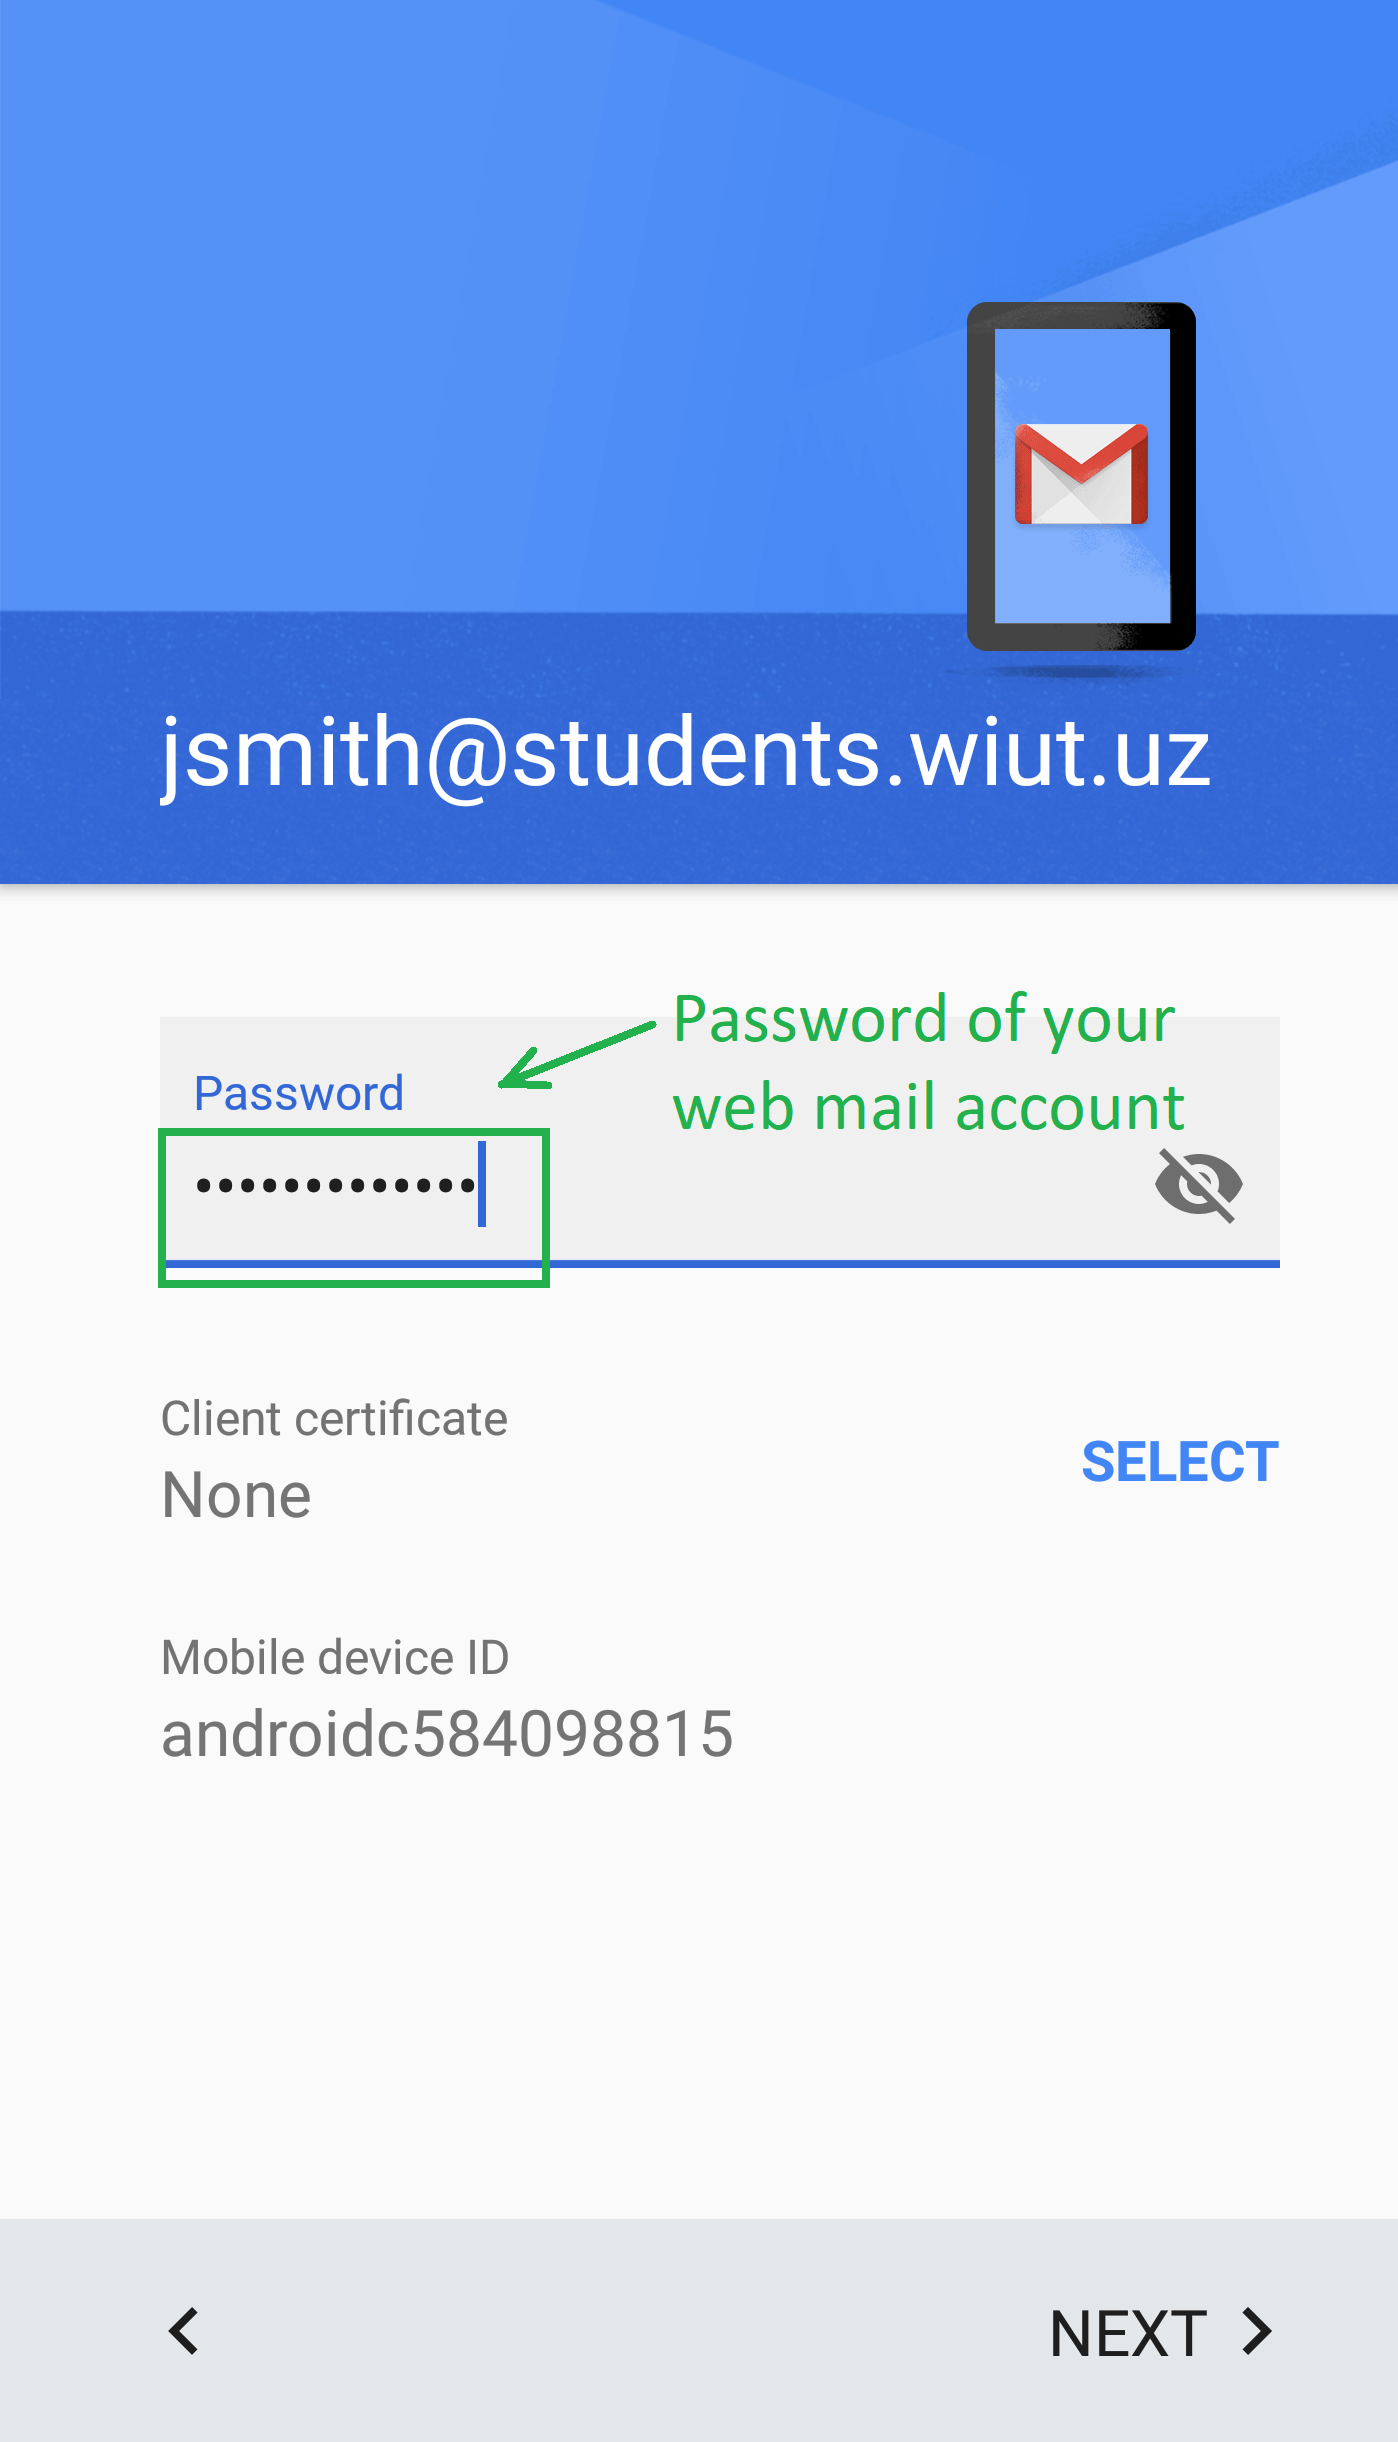 jsmith@students.wiut.uz
Password of your
web mail account
Password
•••••••••••••
Client certificate
None
SELECT
Mobile device ID
androidc584098815
NEXT